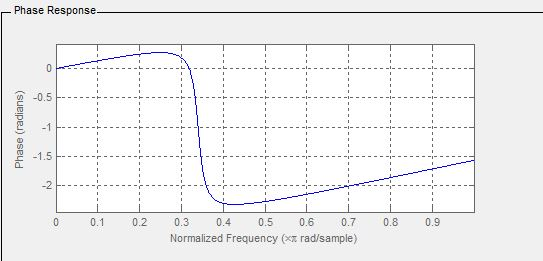 Phase Response
0
-0.5
-1
-1.5
-2
Phase (radians)
0 0.1 0.2 0.3 0.4 0.5 0.6 0.7 0.8 0.9
Normalized Frequency (×π rad/sample)